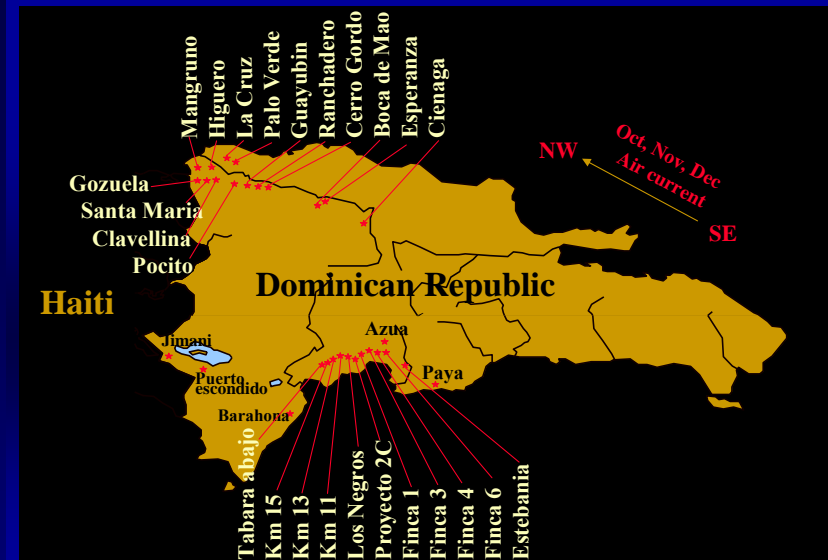 Mangruno
Higuero
La Cruz
Palo Verde
Guayubin
Ranchadero
Cerro Gordo
Boca de Mao
Esperanza
Cienaga
Oct, Nov, Dec
Air current
NW
SE
Gozuela
Santa Maria
Clavellina
Pocito
Dominican Republic
Haiti
Jimani
Azua
Puerto
escondido
Paya
Barahona
Tabara abajo
Km 15
Km 13
Km 11
Los Negros
Proyecto 2C
Finca 1
Finca 3
Finca 4
Finca 6
Estebania